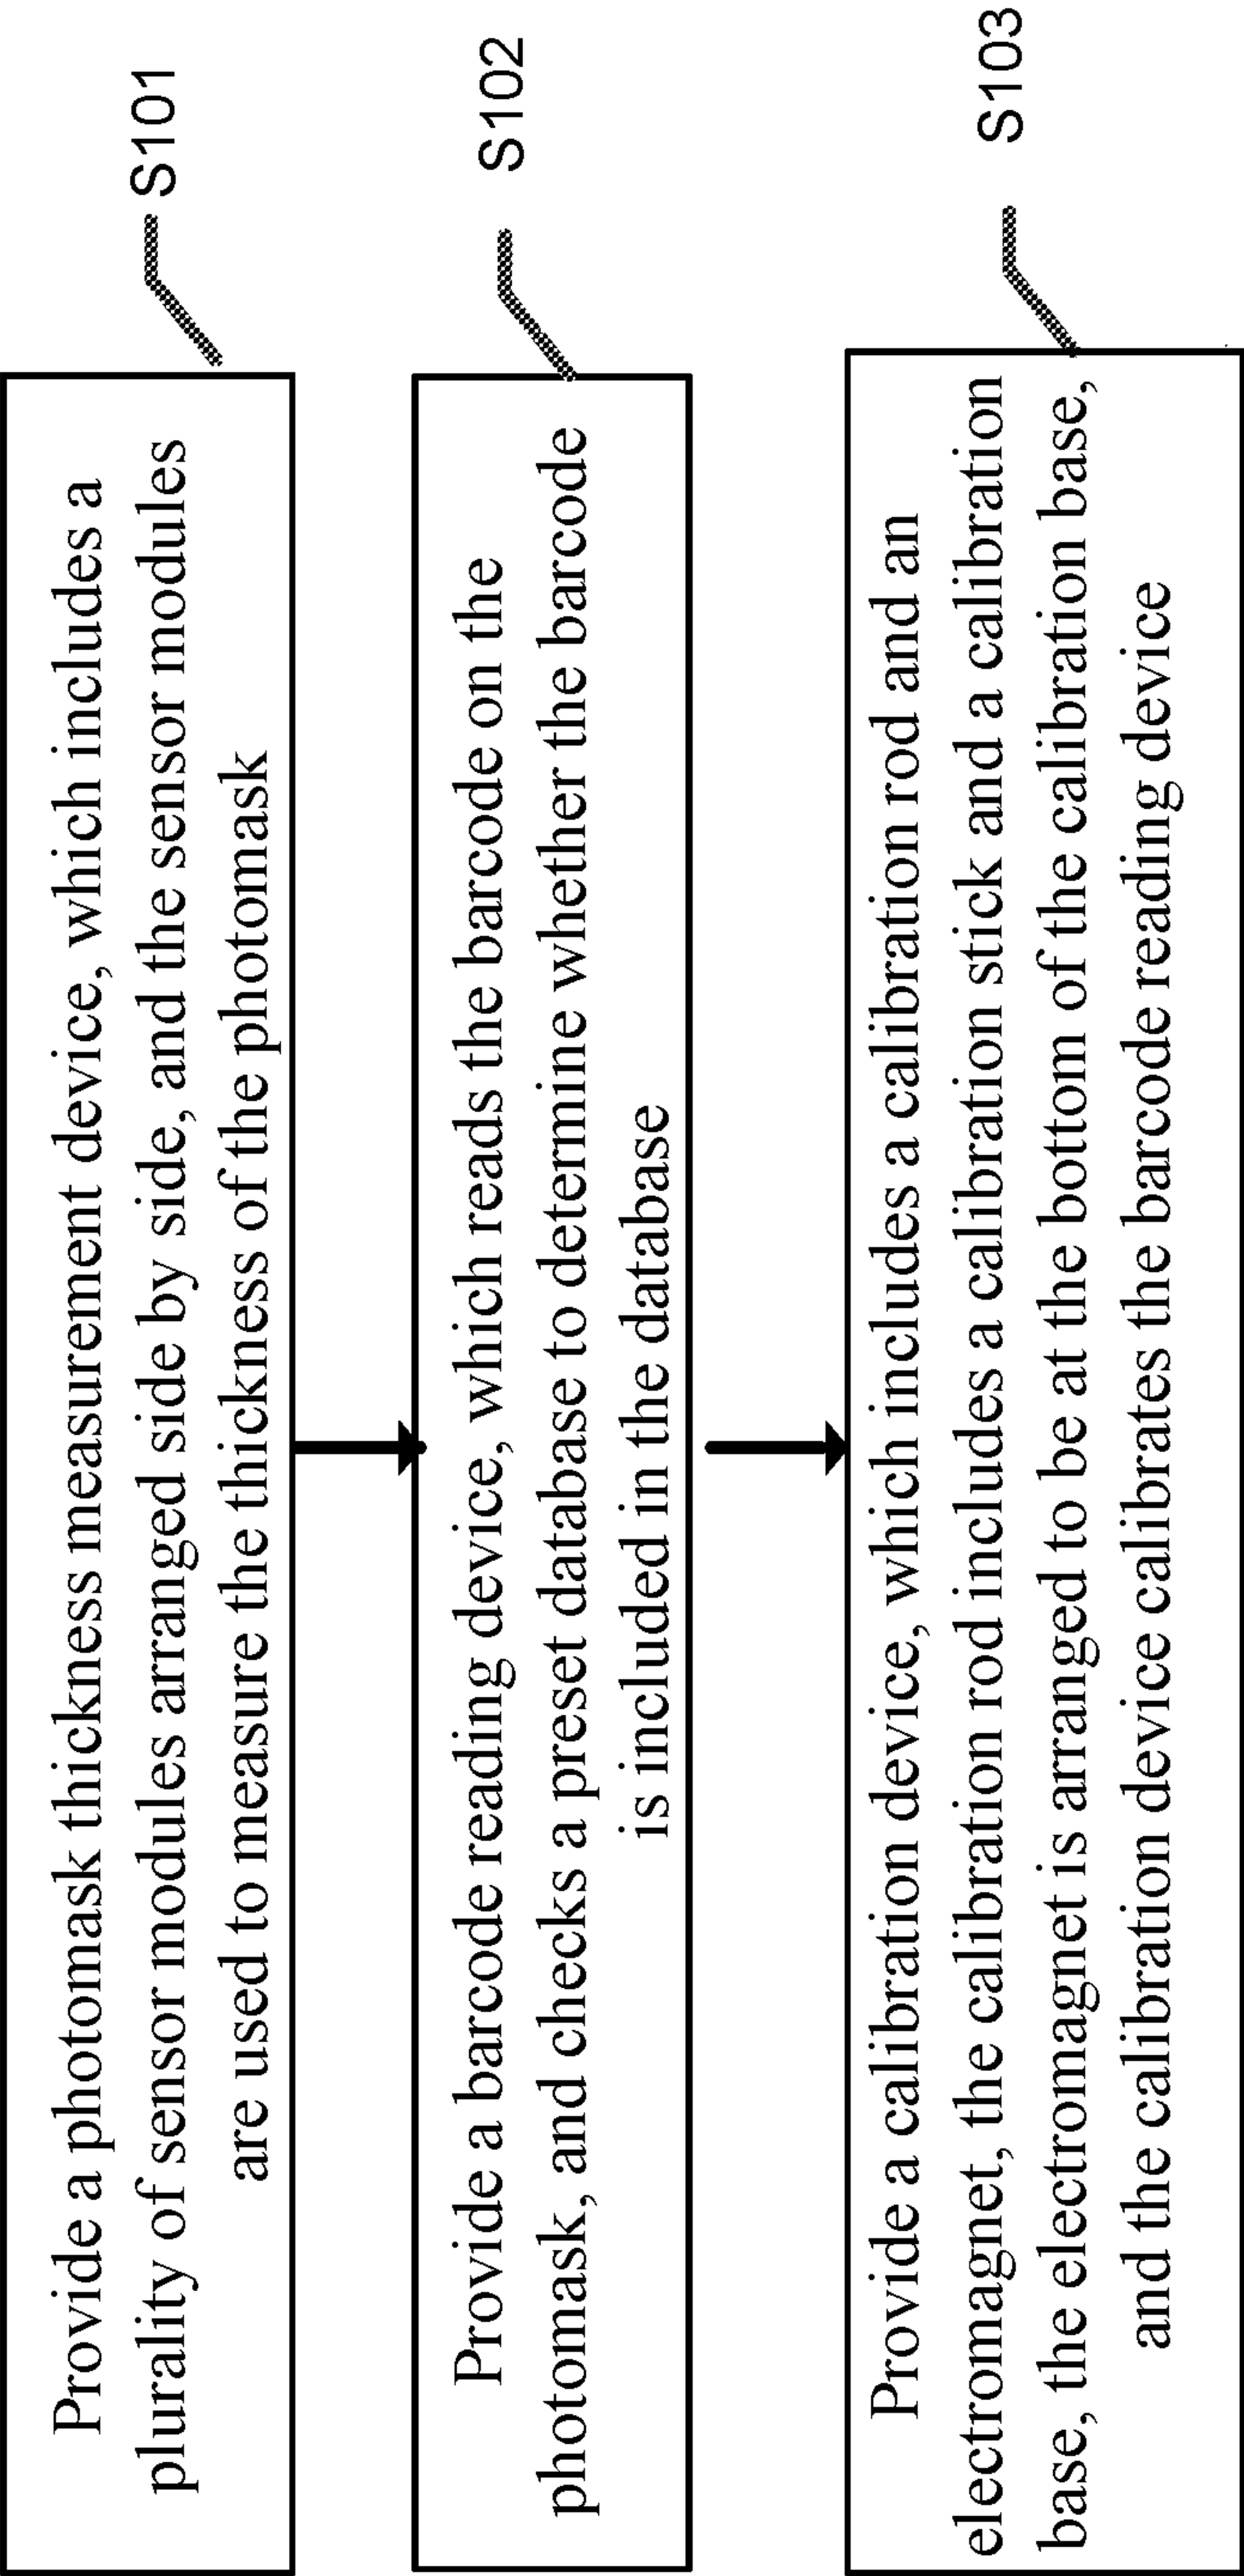 Provide a photomask thickness measurement device, which includes a
plurality of sensor modules arranged side by side, and the sensor modules
are used to measure the thickness of the photomask
S101
Provide a barcode reading device, which reads the barcode on the
photomask, and checks a preset database to determine whether the barcode
is included in the database
S102
Provide a calibration device, which includes a calibration rod and an
electromagnet, the calibration rod includes a calibration stick and a calibration
base, the electromagnet is arranged to be at the bottom of the calibration base,
and the calibration device calibrates the barcode reading device
S103